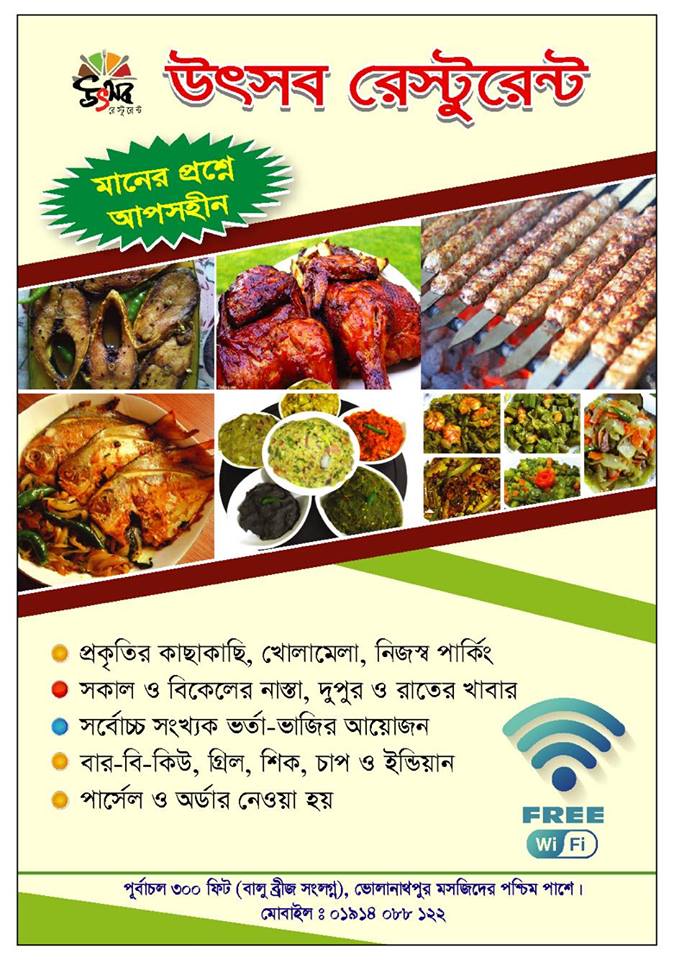 উৎসব
রেস্টুরেন্ট
উৎসব রেস্টুরেন্ট
মানের প্রশ্নে
আপসহীন
প্রকৃতির কাছাকাছি, খোলামেলা, নিজস্ব পার্কিং
সকাল ও বিকেলের নাস্তা, দুপুর ও রাতের খাবার
সর্বোচ্চ সংখ্যক ভর্তা-ভাজির আয়োজন
বার-বি-কিউ, গ্রিল, শিক, চাপ ও ইন্ডিয়ান
পার্সেল ও অর্ডার নেওয়া হয়
FREE
Wi Fi
পূর্বাচল ৩০০ ফিট (বালু ব্রীজ সংলগ্ন), ভোলানাথপুর মসজিদের পশ্চিম পাশে।
মোবাইল ঃ ০১৯১৪ ০৮৮ ১২২